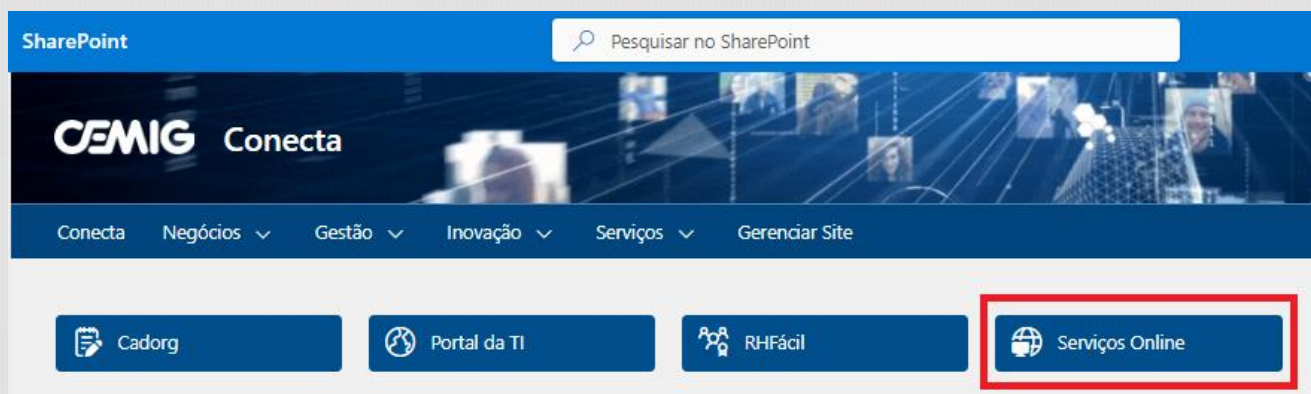 SharePoint
Pesquisar no SharePoint
CEMIG Conecta
Conecta Negócios Gestão Inovação Serviços Gerenciar Site
Cadorg Portal da TI RHFácil Serviços Online